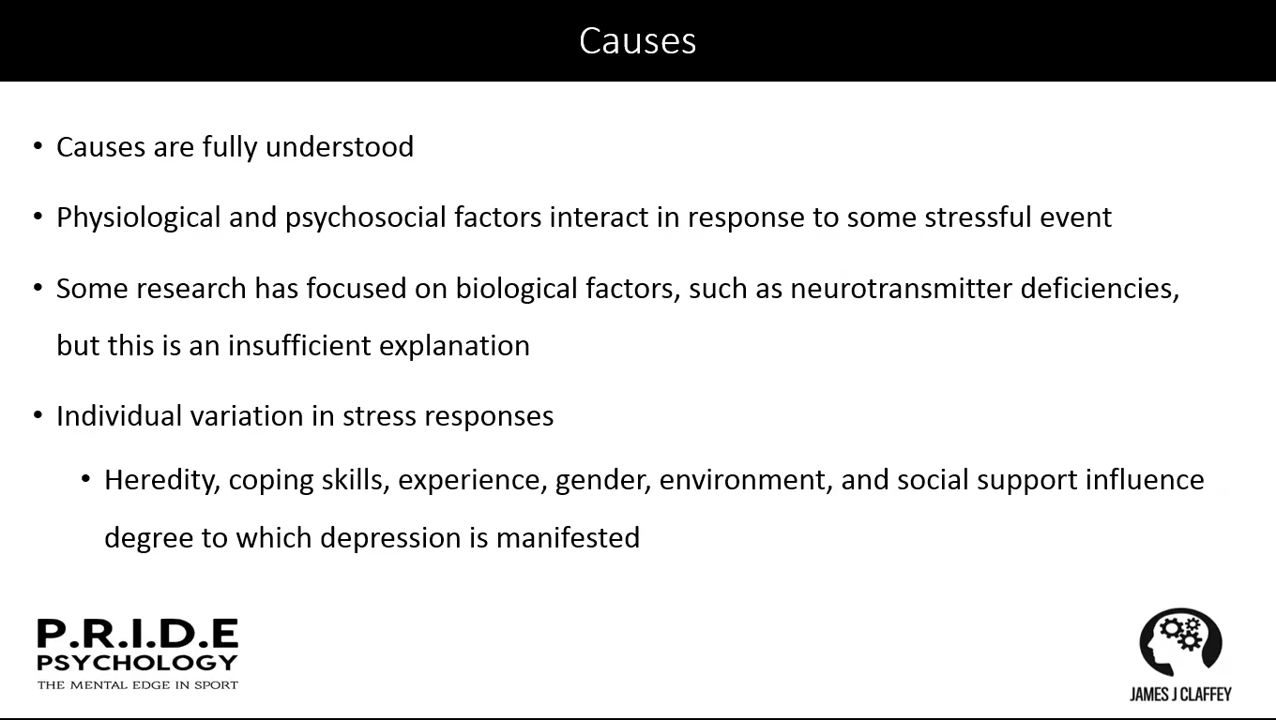 Causes
• Causes are fully understood
• Physiological and psychosocial factors interact in response to some stressful event
• Some research has focused on biological factors, such as neurotransmitter deficiencies,
but this is an insufficient explanation
• Individual variation in stress responses
• Heredity, coping skills, experience, gender, environment, and social support influence
degree to which depression is manifested
P.R.I.D.E
PSYCHOLOGY
THE MENTAL EDGE IN SPORT
JAMES J CLAFFEY